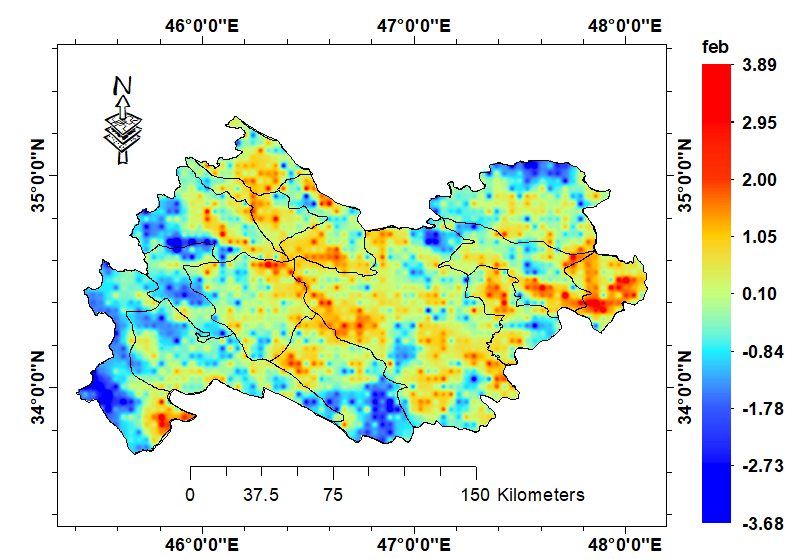 46°0'0"E 47°0'0"E 48°0'0"E
feb
N
3.89
2.95
2.00
1.05
0.10
-0.84
-1.78
-2.73
-3.68
35°0'0"N 35°0'0"N
34°0'0"N 34°0'0"N
0 37.5 75 150 Kilometers
46°0'0"E 47°0'0"E 48°0'0"E